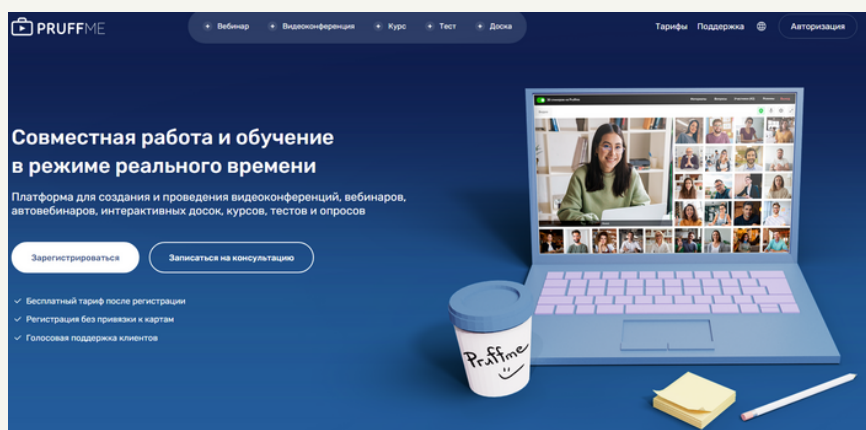 PRUFFME
Вебинар
Видеоконференция
Курс
Тест
Доска
Тарифы
Поддержка
Авторизация
Совместная работа и обучение
в режиме реального времени
Платформа для создания и проведения видеоконференций, вебинаров,
автовебинаров, интерактивных досок, курсов, тестов и опросов
Зарегистрироваться
Записаться на консультацию
Бесплатный тариф после регистрации
Регистрация без привязки к картам
Голосовая поддержка клиентов
Pruffme